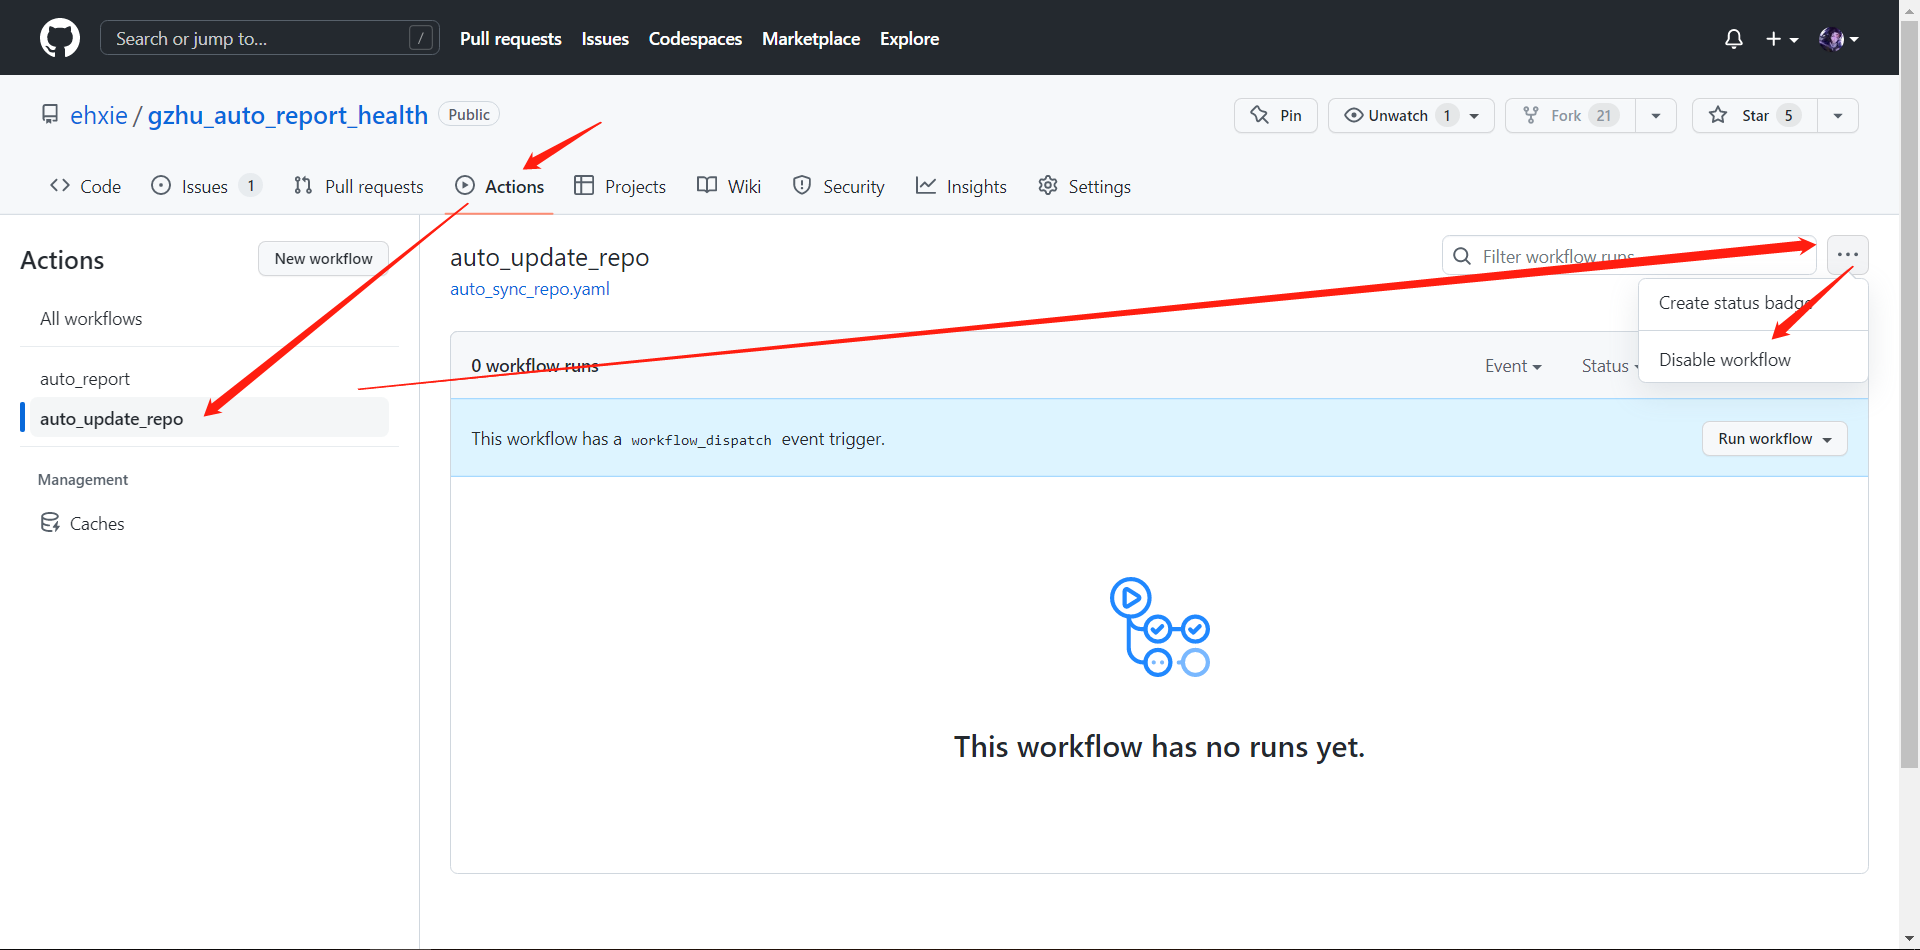 Search or jump to... / Pull requests Issues Codespaces Marketplace Explore
ehxie / gzhu_auto_report_health Public Pin Unwatch 1 Fork 21 Star 5
Code Issues 1 Pull requests Actions Projects Wiki Security Insights Settings
Actions New workflow
All workflows
auto_report
auto_update_repo
Management
Caches
auto_update_repo Filter workflow runs
auto_sync_repo.yaml
Create status badge
Disable workflow
0 workflow runs Event Status
This workflow has a workflow_dispatch event trigger. Run workflow
This workflow has no runs yet.